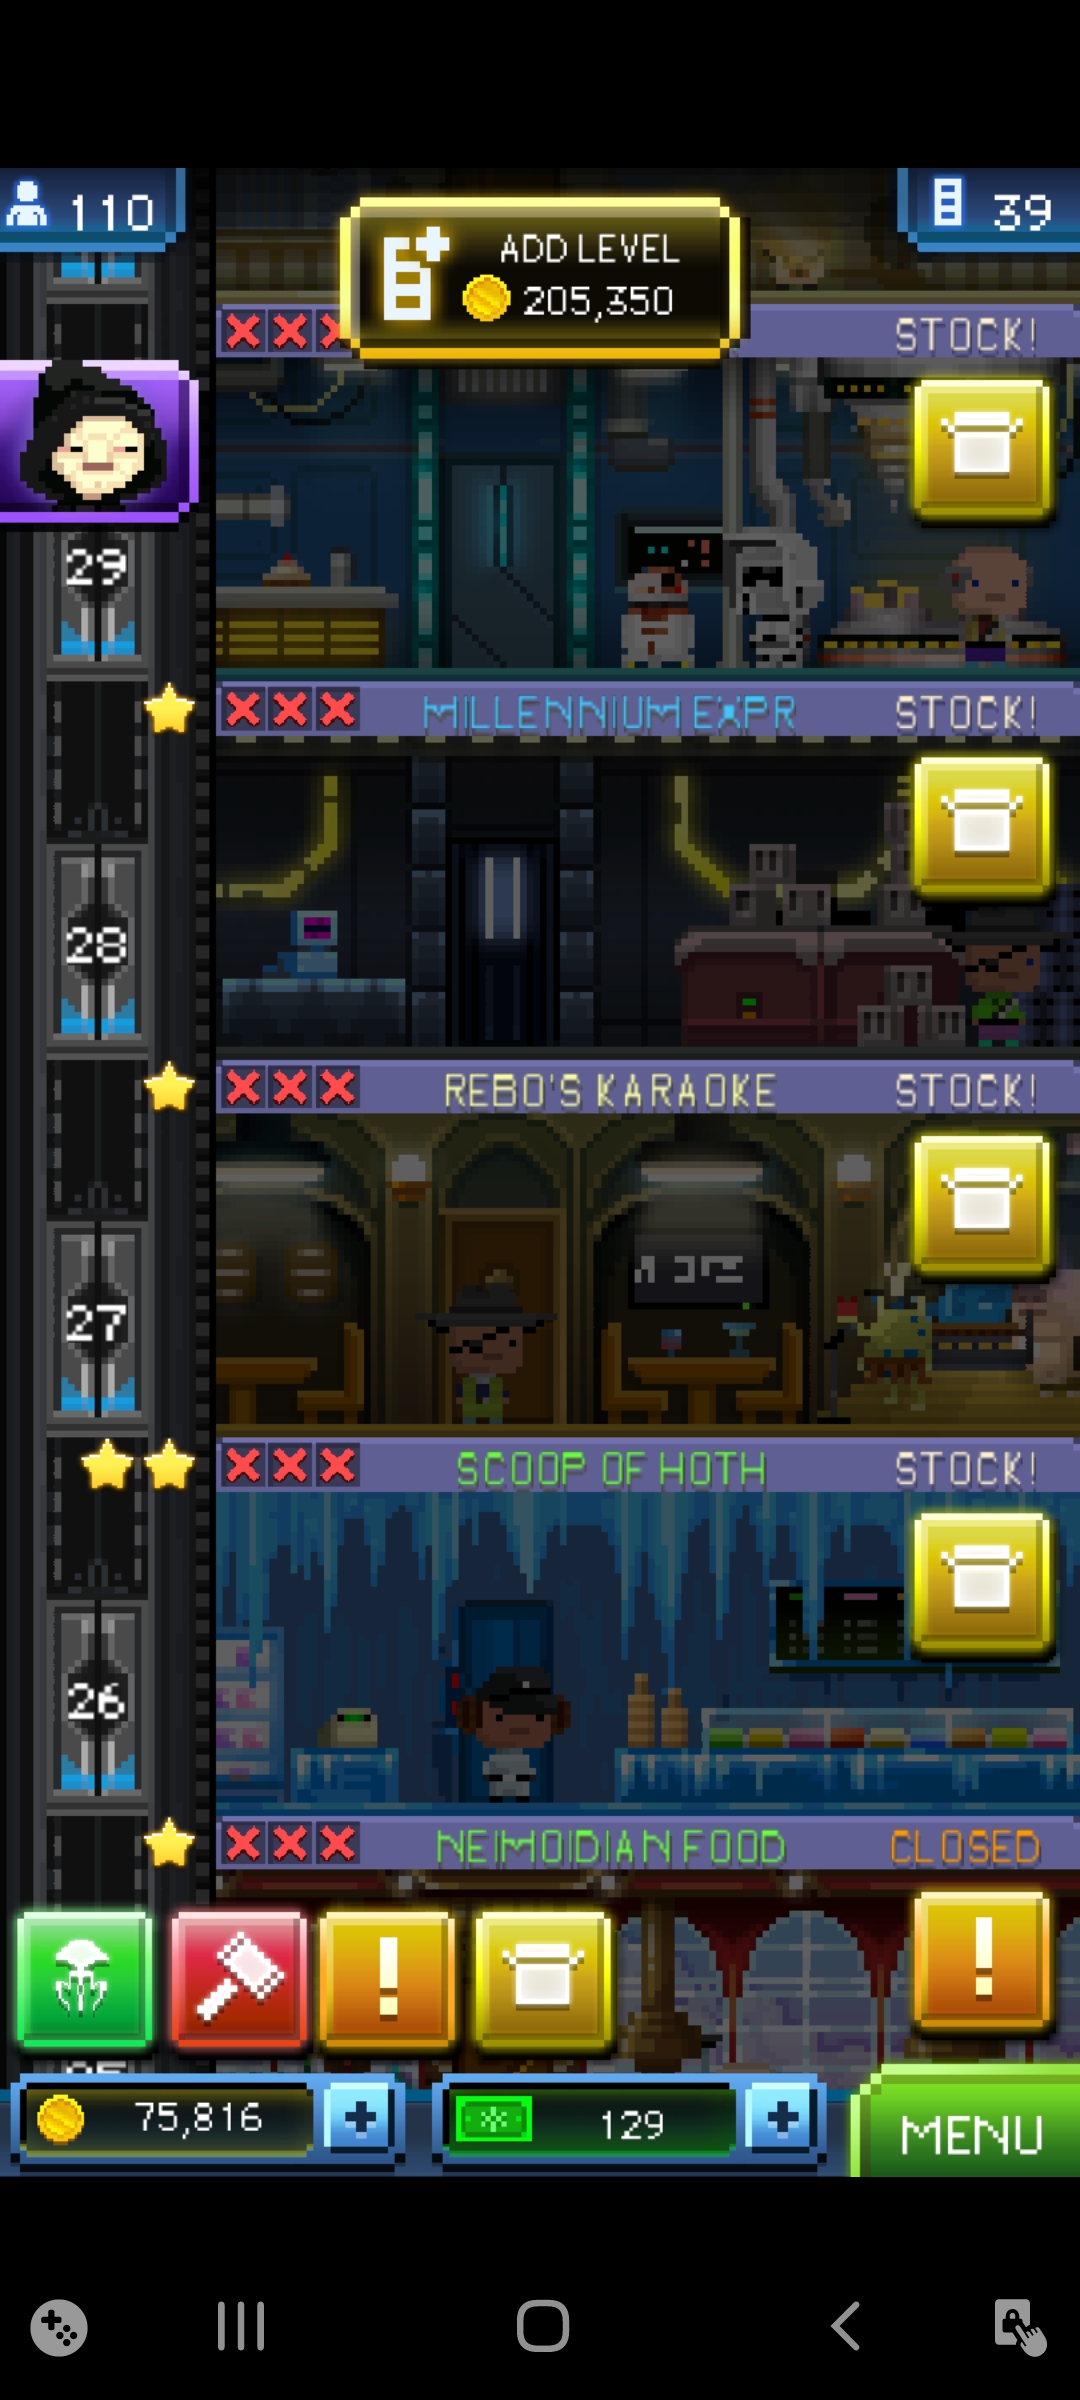 110
ADD LEVEL
205,350
39
STOCK!
29
MILLENNIUM EXPR
STOCK!
28
REBO'S KARAOKE
STOCK!
27
SCOOP OF HOTH
STOCK!
26
NEIMOIDIAN FOOD
CLOSED
75,816
129
MENU